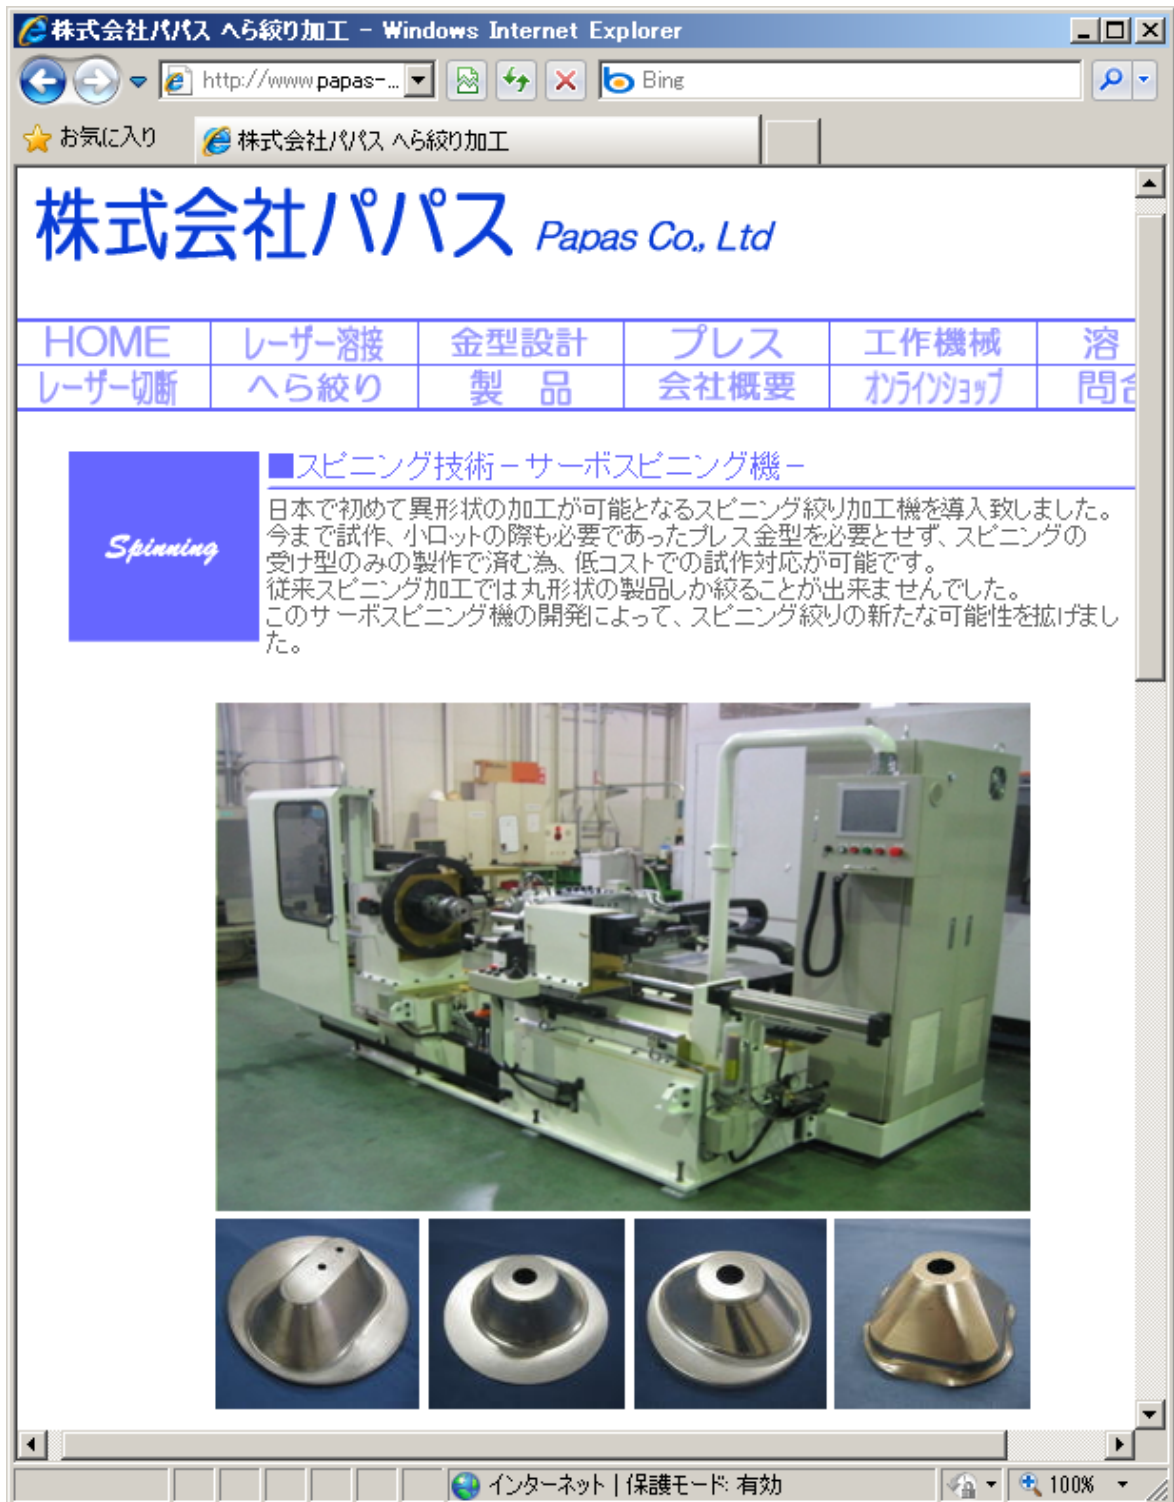 株式会社パパス へら絞り加工 - Windows Internet Explorer
http://www.papas-...
Bing
お気に入り
株式会社パパス へら絞り加工
株式会社パパス Papas Co., Ltd
HOME レーザー溶接 金型設計 プレス 工作機械 溶
レーザー切断 へら絞り 製 品 会社概要 オンラインショップ 問合
Spinning
■スピニング技術－サーボスピニング機－
日本で初めて異形状の加工が可能となるスピニング絞り加工機を導入致しました。
今まで試作、小ロットの際も必要であったプレス金型を必要とせず、スピニングの
受け型のみの製作で済む為、低コストでの試作対応が可能です。
従来スピニング加工では丸形状の製品しか絞ることが出来ませんでした。
このサーボスピニング機の開発によって、スピニング絞りの新たな可能性を拡げまし
た。
インターネット | 保護モード: 有効
100%